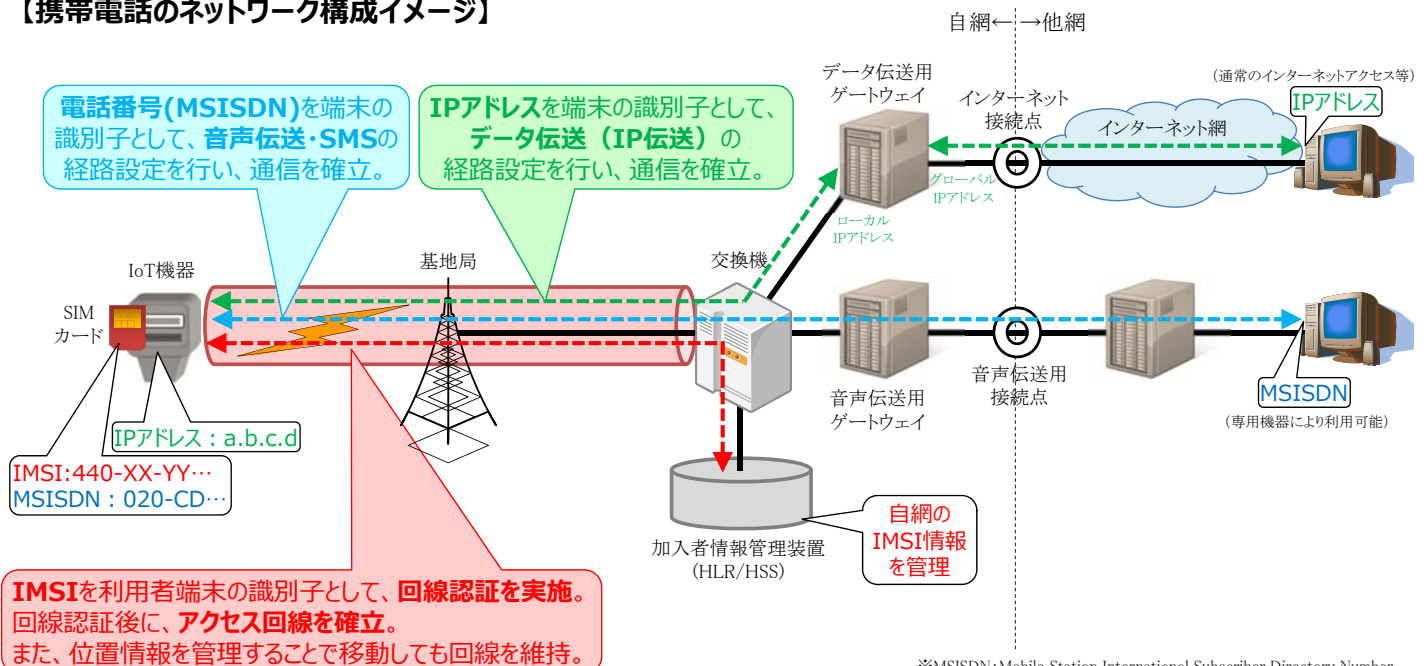 【携帯電話のネットワーク構成イメージ】
自網←→他網
電話番号(MSISDN)を端末の
識別子として、音声伝送・SMSの
経路設定を行い、通信を確立。
IPアドレスを端末の識別子として、
データ伝送（IP伝送）の
経路設定を行い、通信を確立。
データ伝送用
ゲートウェイ
インターネット
接続点
インターネット網
(通常のインターネットアクセス等)
IPアドレス
グローバル
IPアドレス
ローカル
IPアドレス
IoT機器
SIM
カード
基地局
交換機
音声伝送用
ゲートウェイ
音声伝送用
接続点
MSISDN
(専用機器により利用可能)
IPアドレス：a.b.c.d
IMSI:440-XX-YY…
MSISDN：020-CD…
加入者情報管理装置
(HLR/HSS)
自網の
IMSI情報
を管理
IMSIを利用者端末の識別子として、回線認証を実施。
回線認証後に、アクセス回線を確立。
また、位置情報を管理することで移動しても回線を維持。
※MSISDN:Mobile Station International Subscriber Directory Number